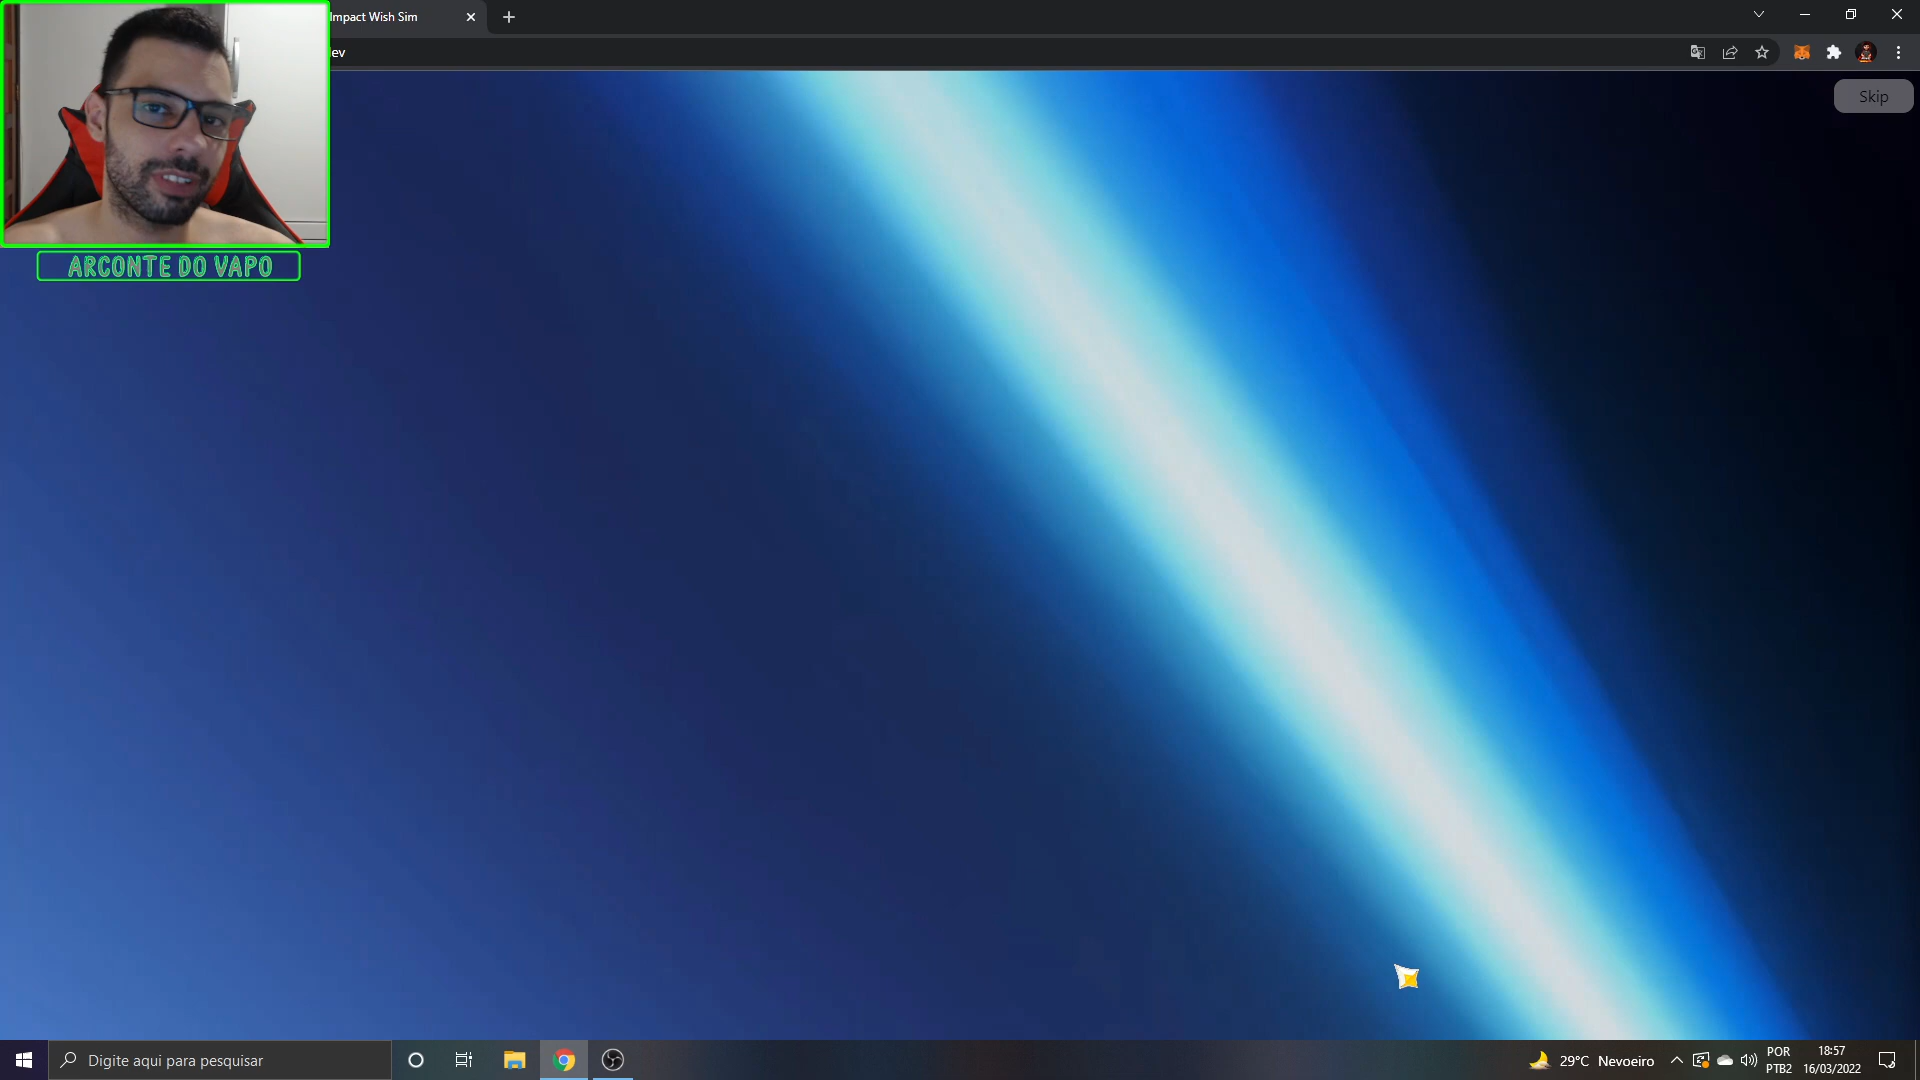 Impact Wish Sim
ev
Skip
ARCONTE DO VAPO
Digite aqui para pesquisar
29°C Nevoeiro
POR
PTB2
18:57
16/03/2022